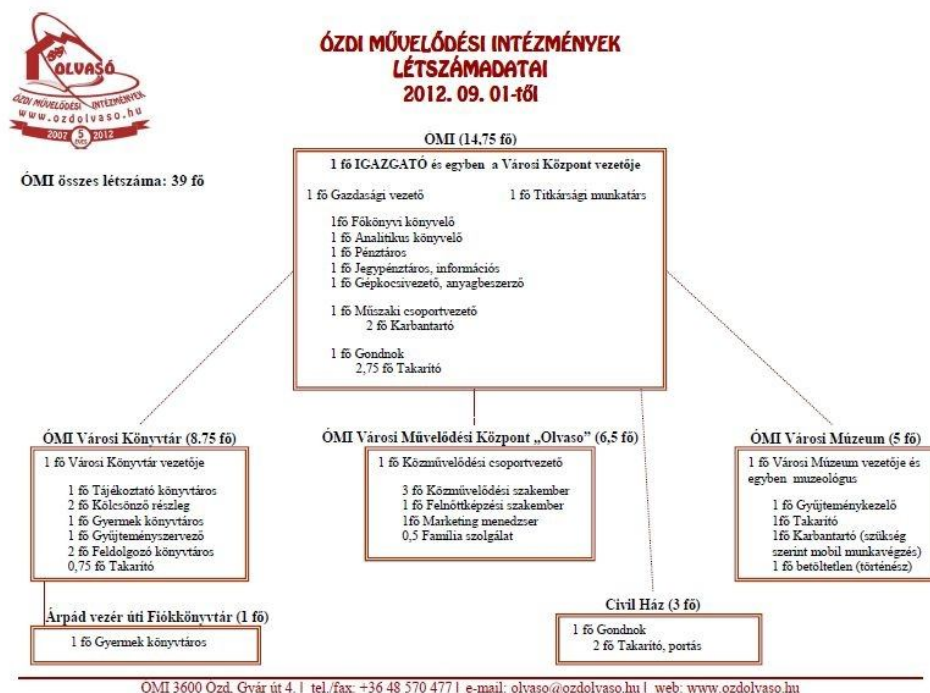 OLVASÓ
ÓZDI MŰVELŐDÉSI INTÉZMÉNYEK
www.ozdolvaso.hu
2007 5 ÉVES 2012
ÓZDI MŰVELŐDÉSI INTÉZMÉNYEK
LÉTSZÁMADATAI
2012. 09. 01-től
ÓMI összes létszáma: 39 fő
ÓMI (14,75 fő)
1 fő IGAZGATÓ és egyben a Városi Központ vezetője
1 fő Gazdasági vezető
1 fő Titkársági munkatárs
1fő Főkönyvi könyvelő
1 fő Analitikus könyvelő
1 fő Pénztáros
1 fő Jegypénztáros, információs
1 fő Gépkocsivezető, anyagbeszerző
1 fő Műszaki csoportvezető
2 fő Karbantartó
1 fő Gondnok
2,75 fő Takarító
ÓMI Városi Könyvtár (8.75 fő)
1 fő Városi Könyvtár vezetője
1 fő Tájékoztató könyvtáros
2 fő Kölcsönző részleg
1 fő Gyermek könyvtáros
1 fő Gyűjteményszervező
2 fő Feldolgozó könyvtáros
0,75 fő Takarító
Árpád vezér úti Fiókkönyvtár (1 fő)
1 fő Gyermek könyvtáros
ÓMI Városi Művelődési Központ „Olvaso” (6,5 fő)
1 fő Közművelődési csoportvezető
3 fő Közművelődési szakember
1 fő Felnőttképzési szakember
1fő Marketing menedzser
0,5 Família szolgálat
Civil Ház (3 fő)
1 fő Gondnok
2 fő Takarító, portás
ÓMI Városi Múzeum (5 fő)
1 fő Városi Múzeum vezetője és
egyben muzeológus
1 fő Gyűjteménykezelő
1fő Takarító
1fő Karbantartó (szükség
szerint mobil munkavégzés)
1 fő betöltetlen (történész)
ÓMI 3600 Ózd, Gyár út 4. | tel./fax: +36 48 570 477 | e-mail: olvaso@ozdolvaso.hu | web: www.ozdolvaso.hu